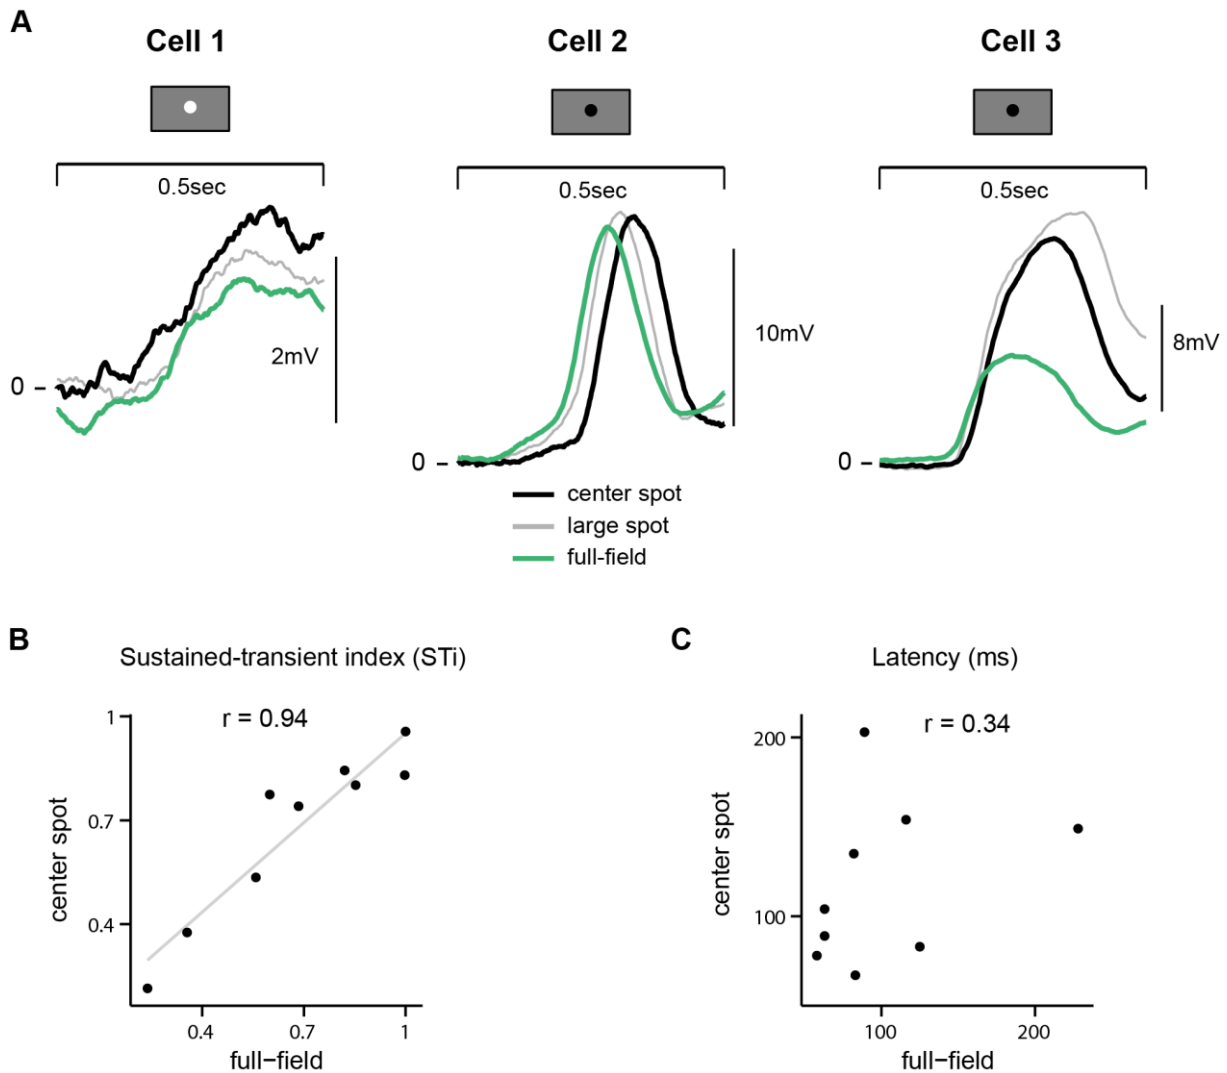 A
Cell 1
Cell 2
Cell 3
0.5sec
0.5sec
0.5sec
0 –
2mV
0 –
10mV
0 –
8mV
center spot
large spot
full-field
B
Sustained-transient index (STi)
r = 0.94
1
0.7
0.4
center spot
0.4
0.7
1
full−field
C
Latency (ms)
r = 0.34
200
100
center spot
100
200
full−field